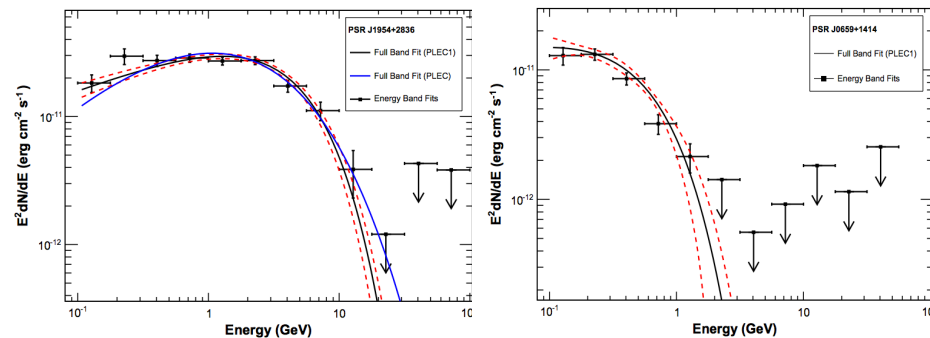 PSR J1954+2836
Full Band Fit (PLEC1)
Full Band Fit (PLEC)
Energy Band Fits
E²dN/dE (erg cm⁻² s⁻¹)
10⁻¹¹
10⁻¹²
10⁻¹
1
10
10²
Energy (GeV)
PSR J0659+1414
Full Band Fit (PLEC1)
Energy Band Fits
E²dN/dE (erg cm⁻² s⁻¹)
10⁻¹¹
10⁻¹²
10⁻¹
1
10
Energy (GeV)